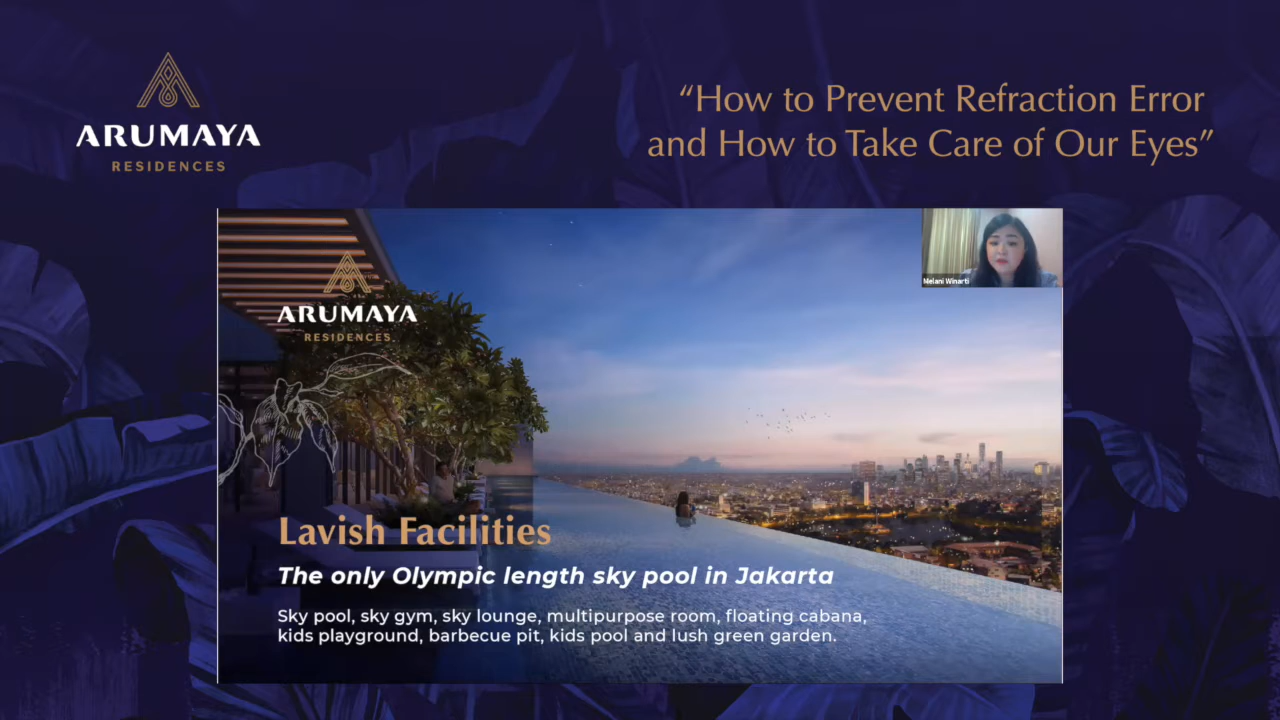 ARUMAYA
RESIDENCES
“How to Prevent Refraction Error
and How to Take Care of Our Eyes”
Melani Winarti
ARUMAYA
RESIDENCES
Lavish Facilities
The only Olympic length sky pool in Jakarta
Sky pool, sky gym, sky lounge, multipurpose room, floating cabana,
kids playground, barbecue pit, kids pool and lush green garden.